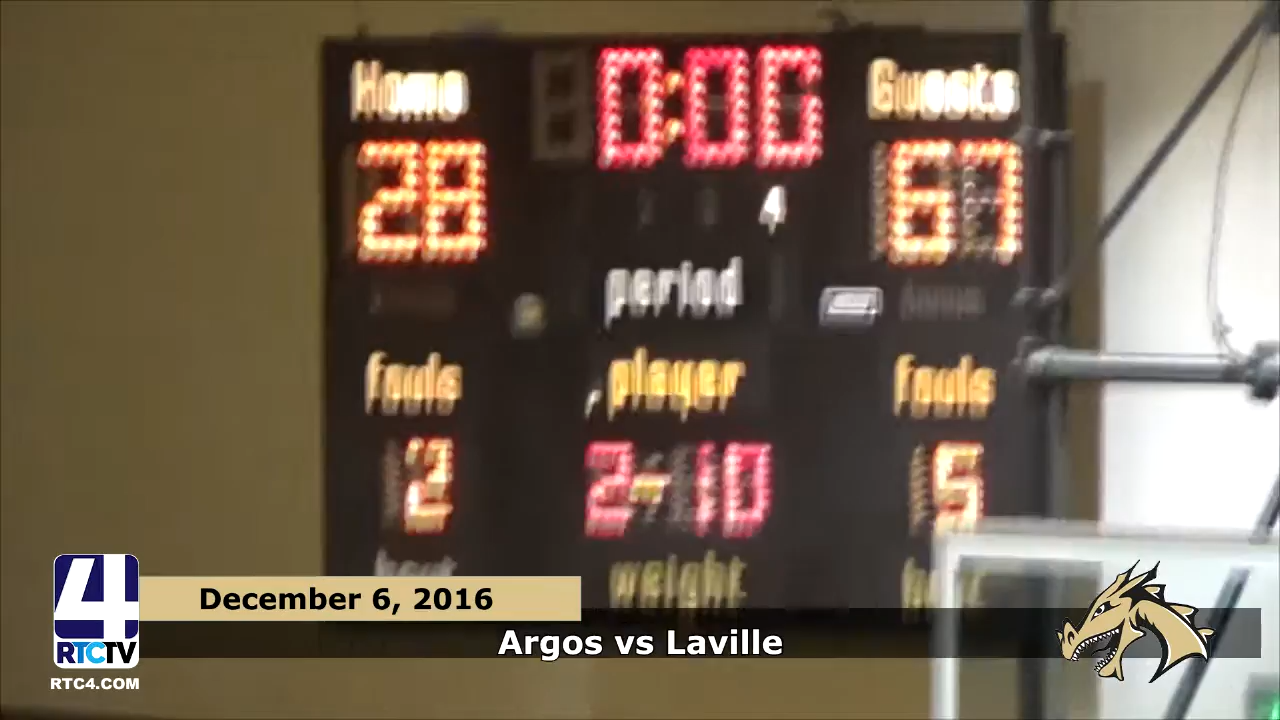 Home 0:00 Guests
28 67
4
period
fouls player fouls
2 2-10 5
weight
4
December 6, 2016
RTCTV
Argos vs Laville
RTC4.COM